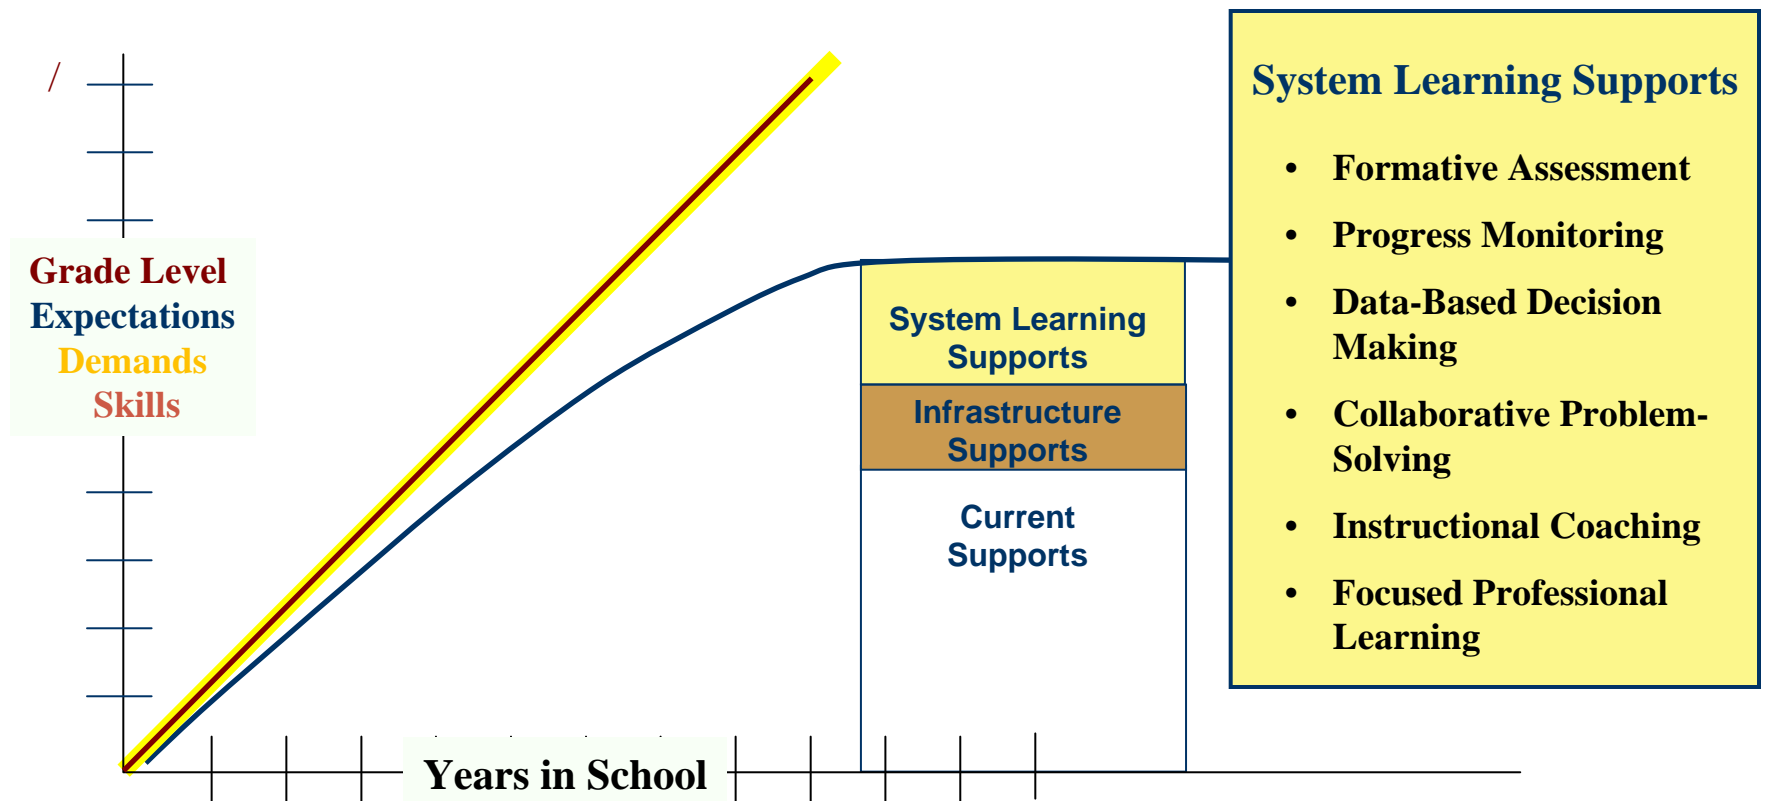 /
Grade Level
Expectations
Demands
Skills
System Learning
Supports
Infrastructure
Supports
Current
Supports
Years in School
System Learning Supports
• Formative Assessment
• Progress Monitoring
• Data-Based Decision
Making
• Collaborative Problem-
Solving
• Instructional Coaching
• Focused Professional
Learning